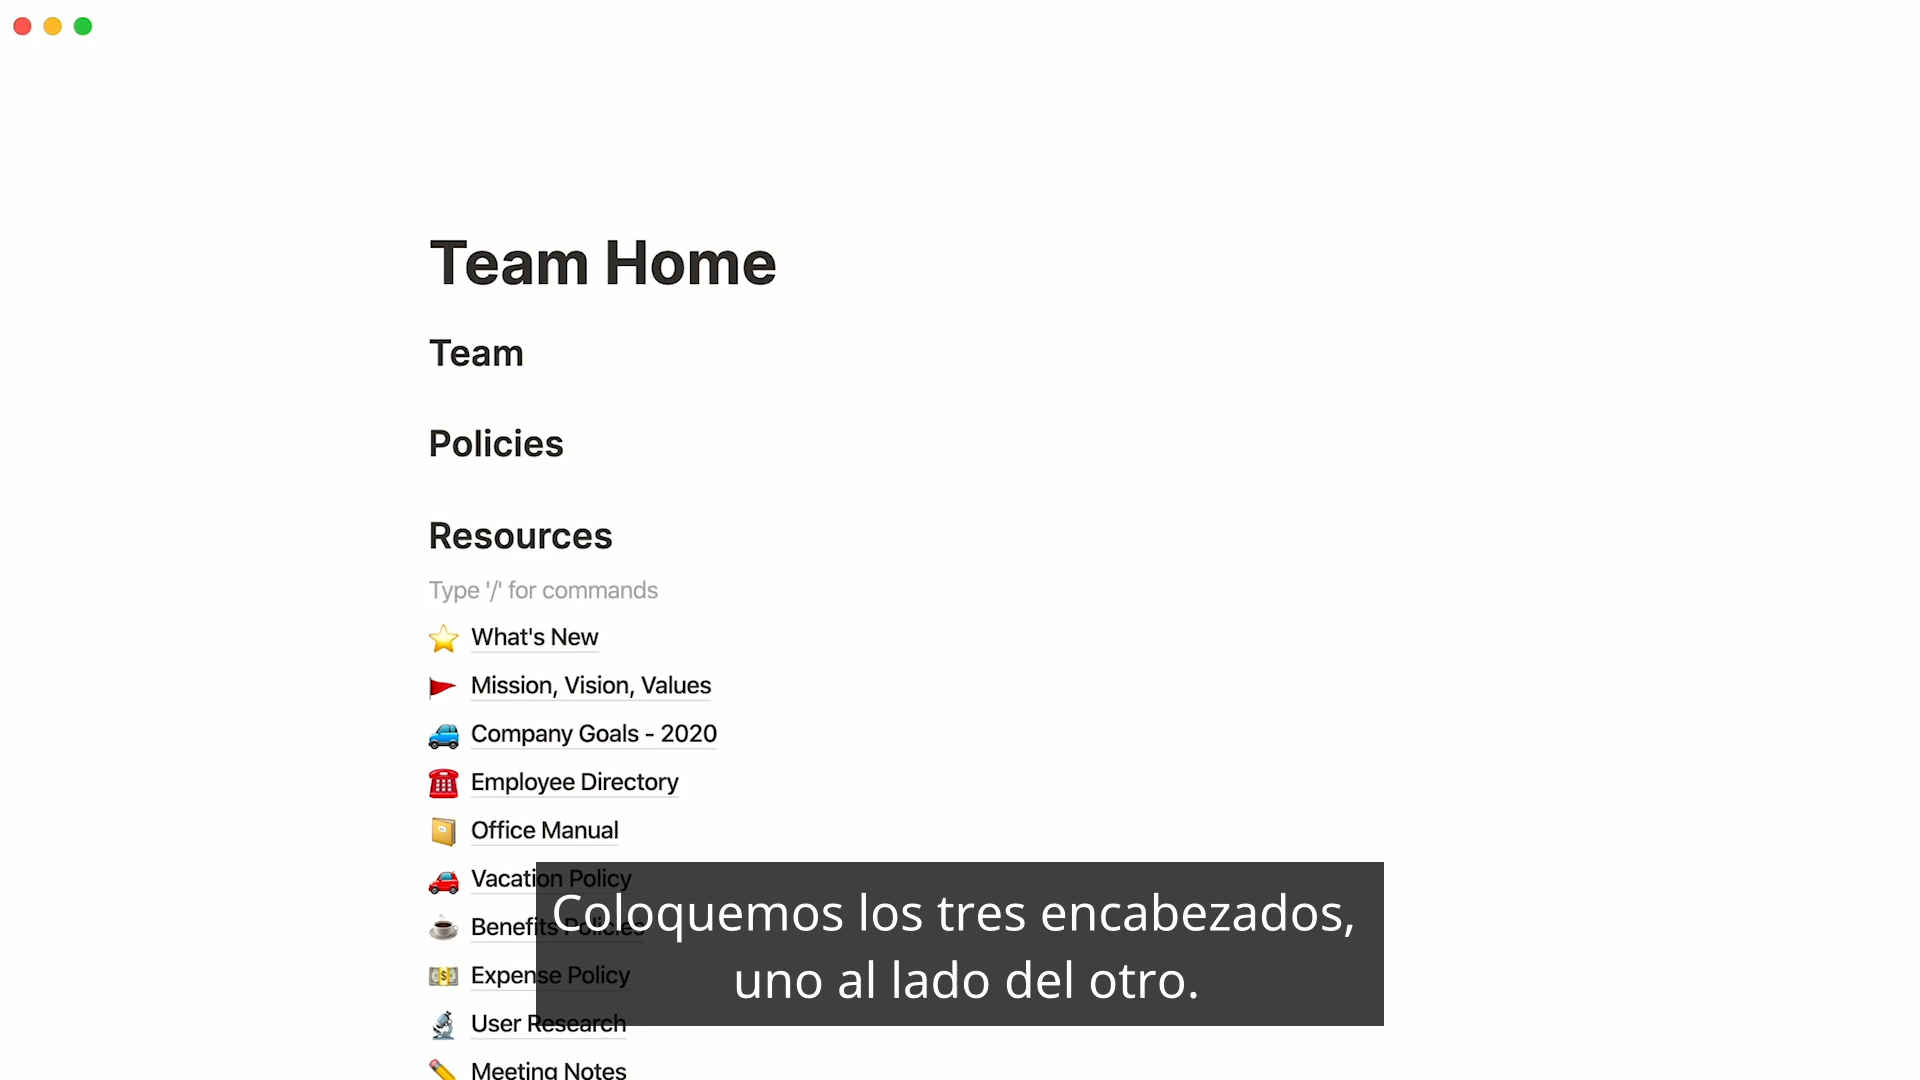 Team Home
Team
Policies
Resources
Type '/' for commands
What's New
Mission, Vision, Values
Company Goals - 2020
Employee Directory
Office Manual
Vacation Policy
Benefits Policies
Expense Policy
User Research
Meeting Notes
Coloquemos los tres encabezados,
uno al lado del otro.